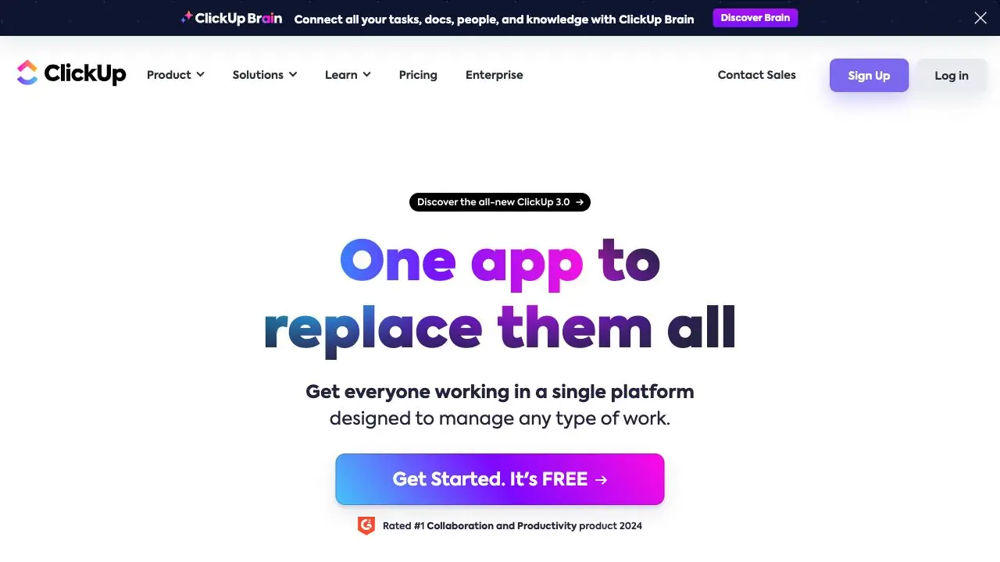 ClickUp Brain Connect all your tasks, docs, people, and knowledge with ClickUp Brain Discover Brain
ClickUp Product Solutions Learn Pricing Enterprise Contact Sales Sign Up Log in
Discover the all-new ClickUp 3.0 →
One app to
replace them all
Get everyone working in a single platform
designed to manage any type of work.
Get Started. It's FREE →
G2 Rated #1 Collaboration and Productivity product 2024